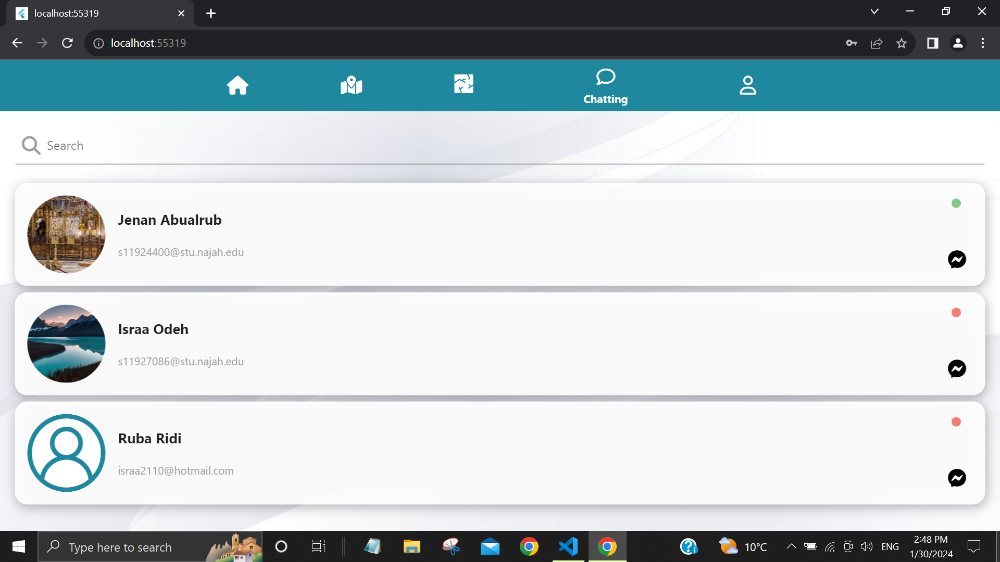 localhost:55319
localhost:55319
Chatting
Search
Jenan Abualrub
s11924400@stu.najah.edu
Israa Odeh
s11927086@stu.najah.edu
Ruba Ridi
israa2110@hotmail.com
Type here to search
10°C
ENG
2:48 PM
1/30/2024